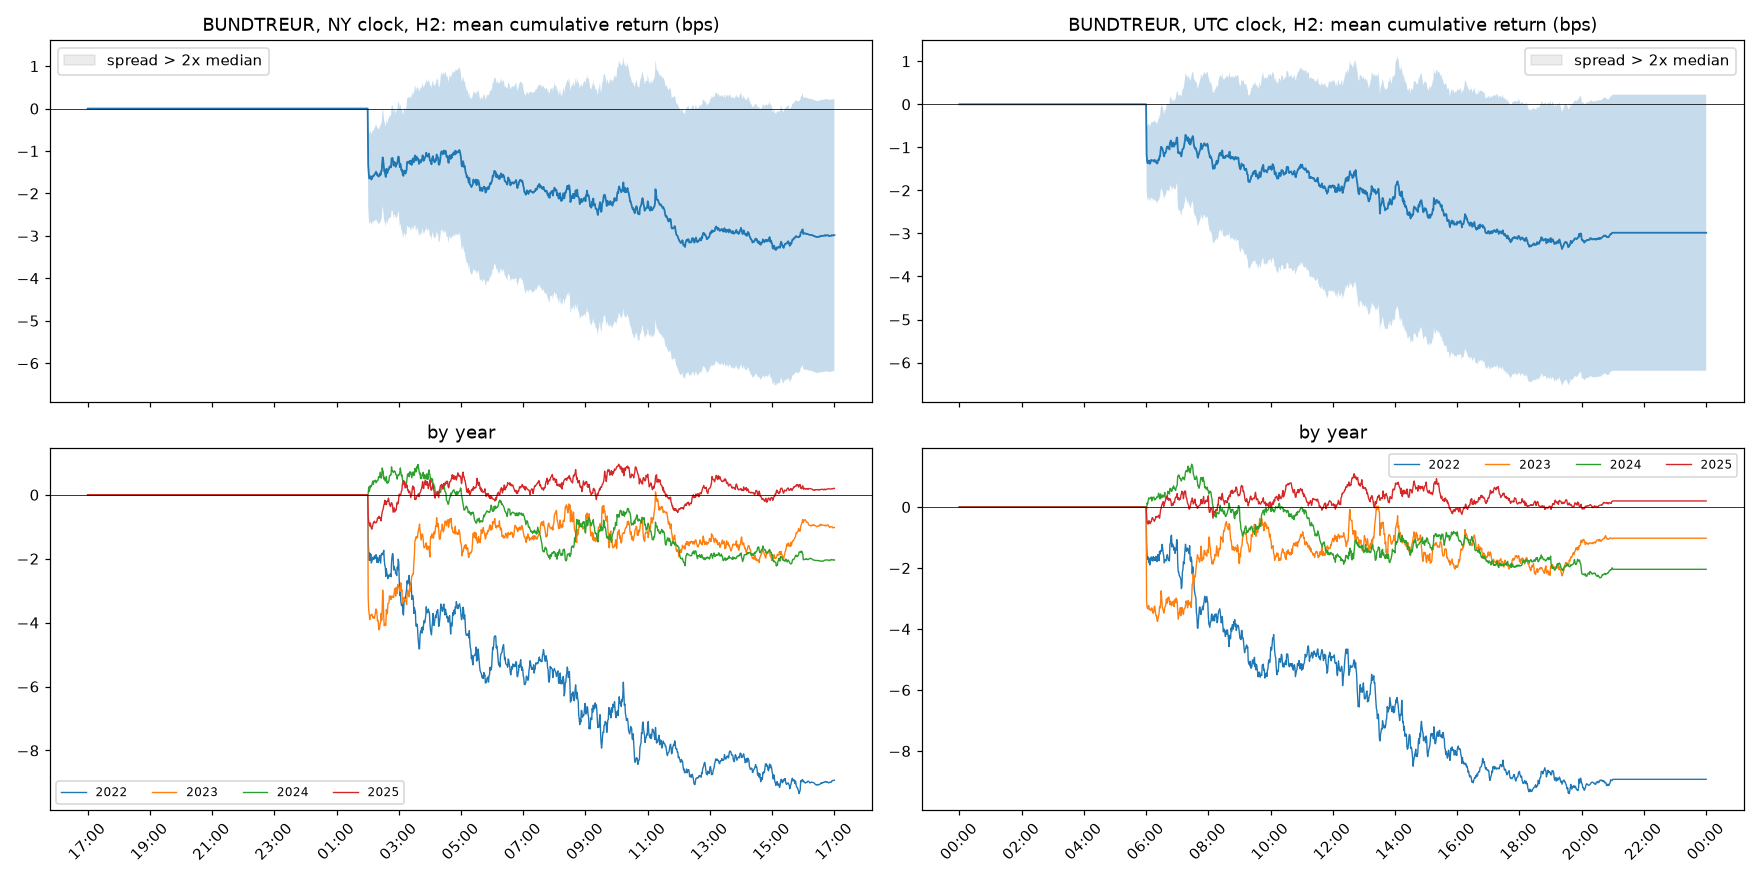 BUNDTREUR, NY clock, H2: mean cumulative return (bps)
spread > 2x median
1
0
−1
−2
−3
−4
−5
−6
BUNDTREUR, UTC clock, H2: mean cumulative return (bps)
spread > 2x median
1
0
−1
−2
−3
−4
−5
−6
by year
0
−2
−4
−6
−8
2022 2023 2024 2025
17:00 19:00 21:00 23:00 01:00 03:00 05:00 07:00 09:00 11:00 13:00 15:00 17:00
by year
2022 2023 2024 2025
0
−2
−4
−6
−8
00:00 02:00 04:00 06:00 08:00 10:00 12:00 14:00 16:00 18:00 20:00 22:00 00:00